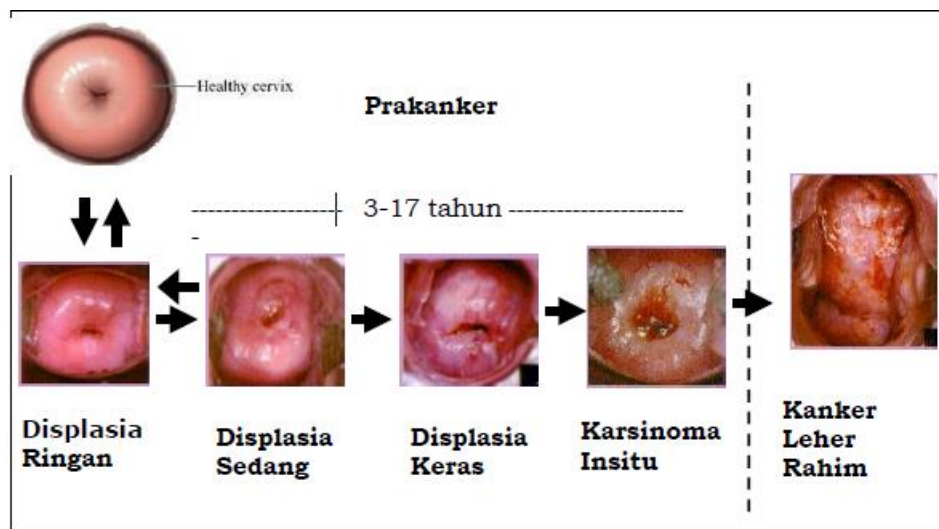 Healthy cervix
Prakanker
3-17 tahun
Displasia
Ringan
Displasia
Sedang
Displasia
Keras
Karsinoma
Insitu
Kanker
Leher
Rahim